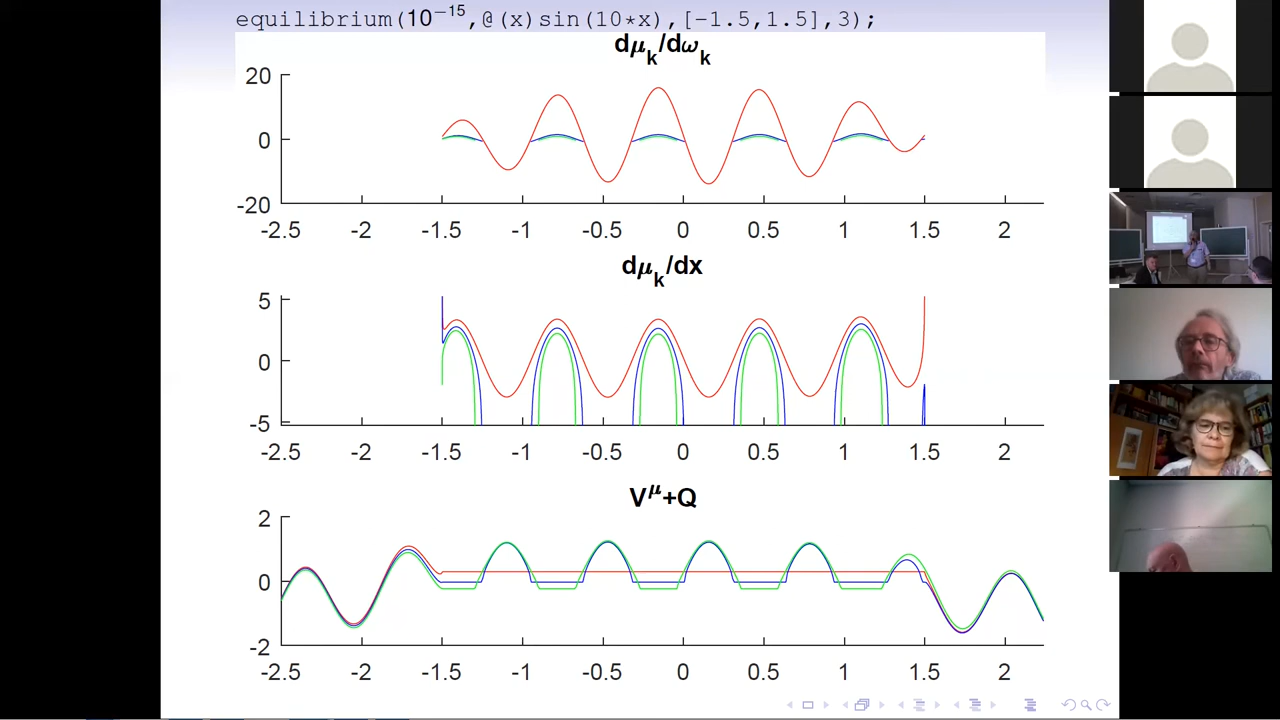 equilibrium(10⁻¹⁵,@(x)sin(10*x),[-1.5,1.5],3);
dμₖ/dωₖ
20
0
-20
-2.5 -2 -1.5 -1 -0.5 0 0.5 1 1.5 2
dμₖ/dx
5
0
-5
-2.5 -2 -1.5 -1 -0.5 0 0.5 1 1.5 2
V^μ+Q
2
0
-2
-2.5 -2 -1.5 -1 -0.5 0 0.5 1 1.5 2